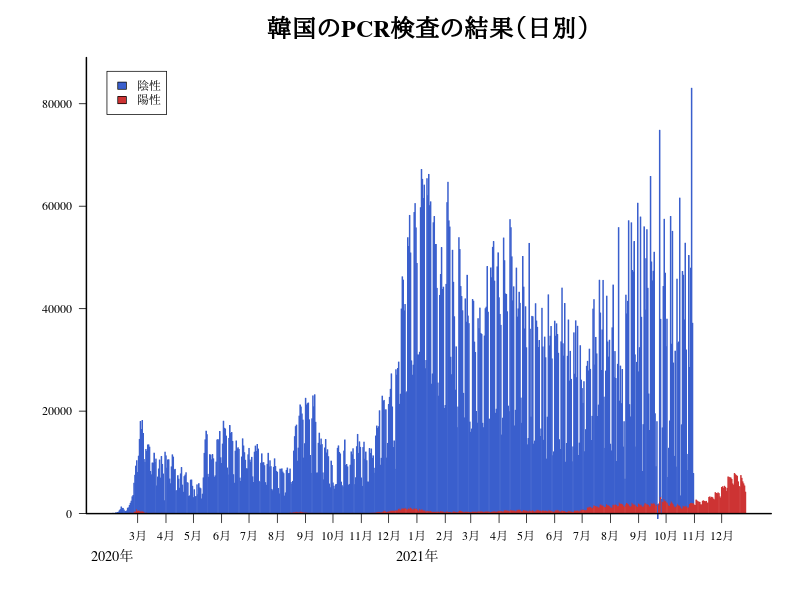 韓国のPCR検査の結果（日別）
陰性
陽性
80000
60000
40000
20000
0
3月 4月 5月 6月 7月 8月 9月 10月 11月 12月 1月 2月 3月 4月 5月 6月 7月 8月 9月 10月 11月 12月
2020年 2021年